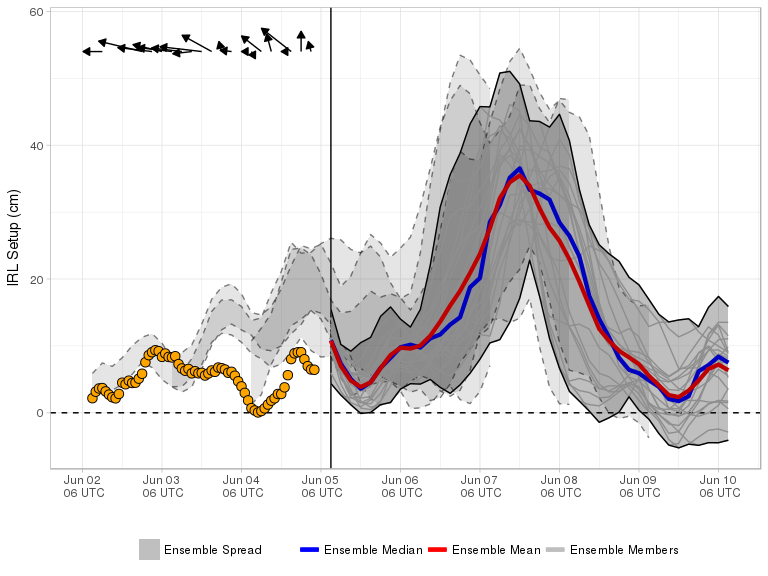 60
40
20
0
IRL Setup (cm)
Jun 02 Jun 03 Jun 04 Jun 05 Jun 06 Jun 07 Jun 08 Jun 09 Jun 10
06 UTC 06 UTC 06 UTC 06 UTC 06 UTC 06 UTC 06 UTC 06 UTC 06 UTC
Ensemble Spread Ensemble Median Ensemble Mean Ensemble Members